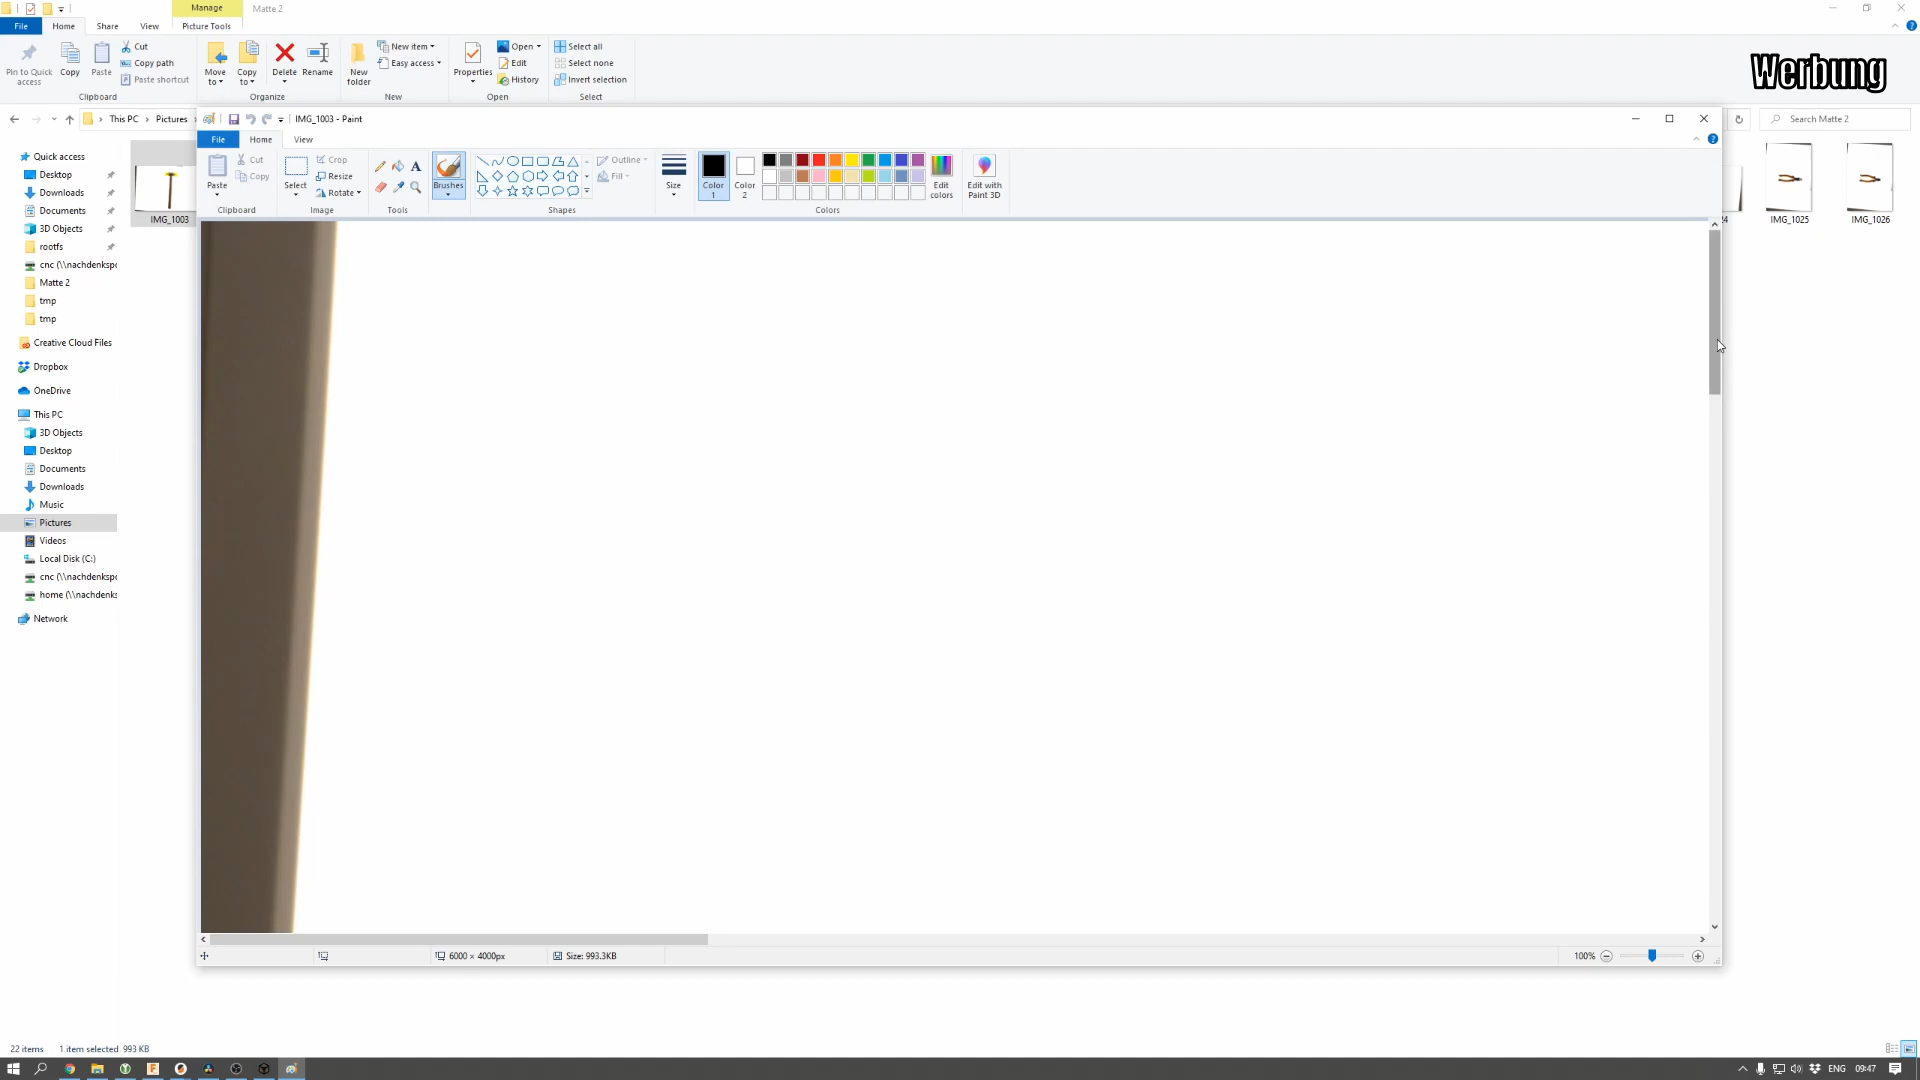 Manage
Matte 2
File
Home
Share
View
Picture Tools
Pin to Quick access
Copy
Paste
Cut
Copy path
Paste shortcut
Clipboard
Move to
Copy to
Delete
Rename
Organize
New folder
New item
Easy access
New
Properties
Open
Edit
History
Open
Select all
Select none
Invert selection
Select
Werbung
This PC
Pictures
Search Matte 2
IMG_1003 - Paint
File
Home
View
Paste
Cut
Copy
Clipboard
Select
Crop
Resize
Rotate
Image
Tools
Brushes
Shapes
Outline
Fill
Size
Color 1
Color 2
Colors
Edit colors
Edit with Paint 3D
Quick access
Desktop
Downloads
Documents
3D Objects
rootfs
cnc (\\nachdenkspo
Matte 2
tmp
tmp
Creative Cloud Files
Dropbox
OneDrive
This PC
3D Objects
Desktop
Documents
Downloads
Music
Pictures
Videos
Local Disk (C:)
cnc (\\nachdenkspo
home (\\nachdenks
Network
IMG_1003
IMG_1025
IMG_1026
6000 × 4000px
Size: 993.3KB
100%
22 items
1 item selected 993 KB
ENG
09:47